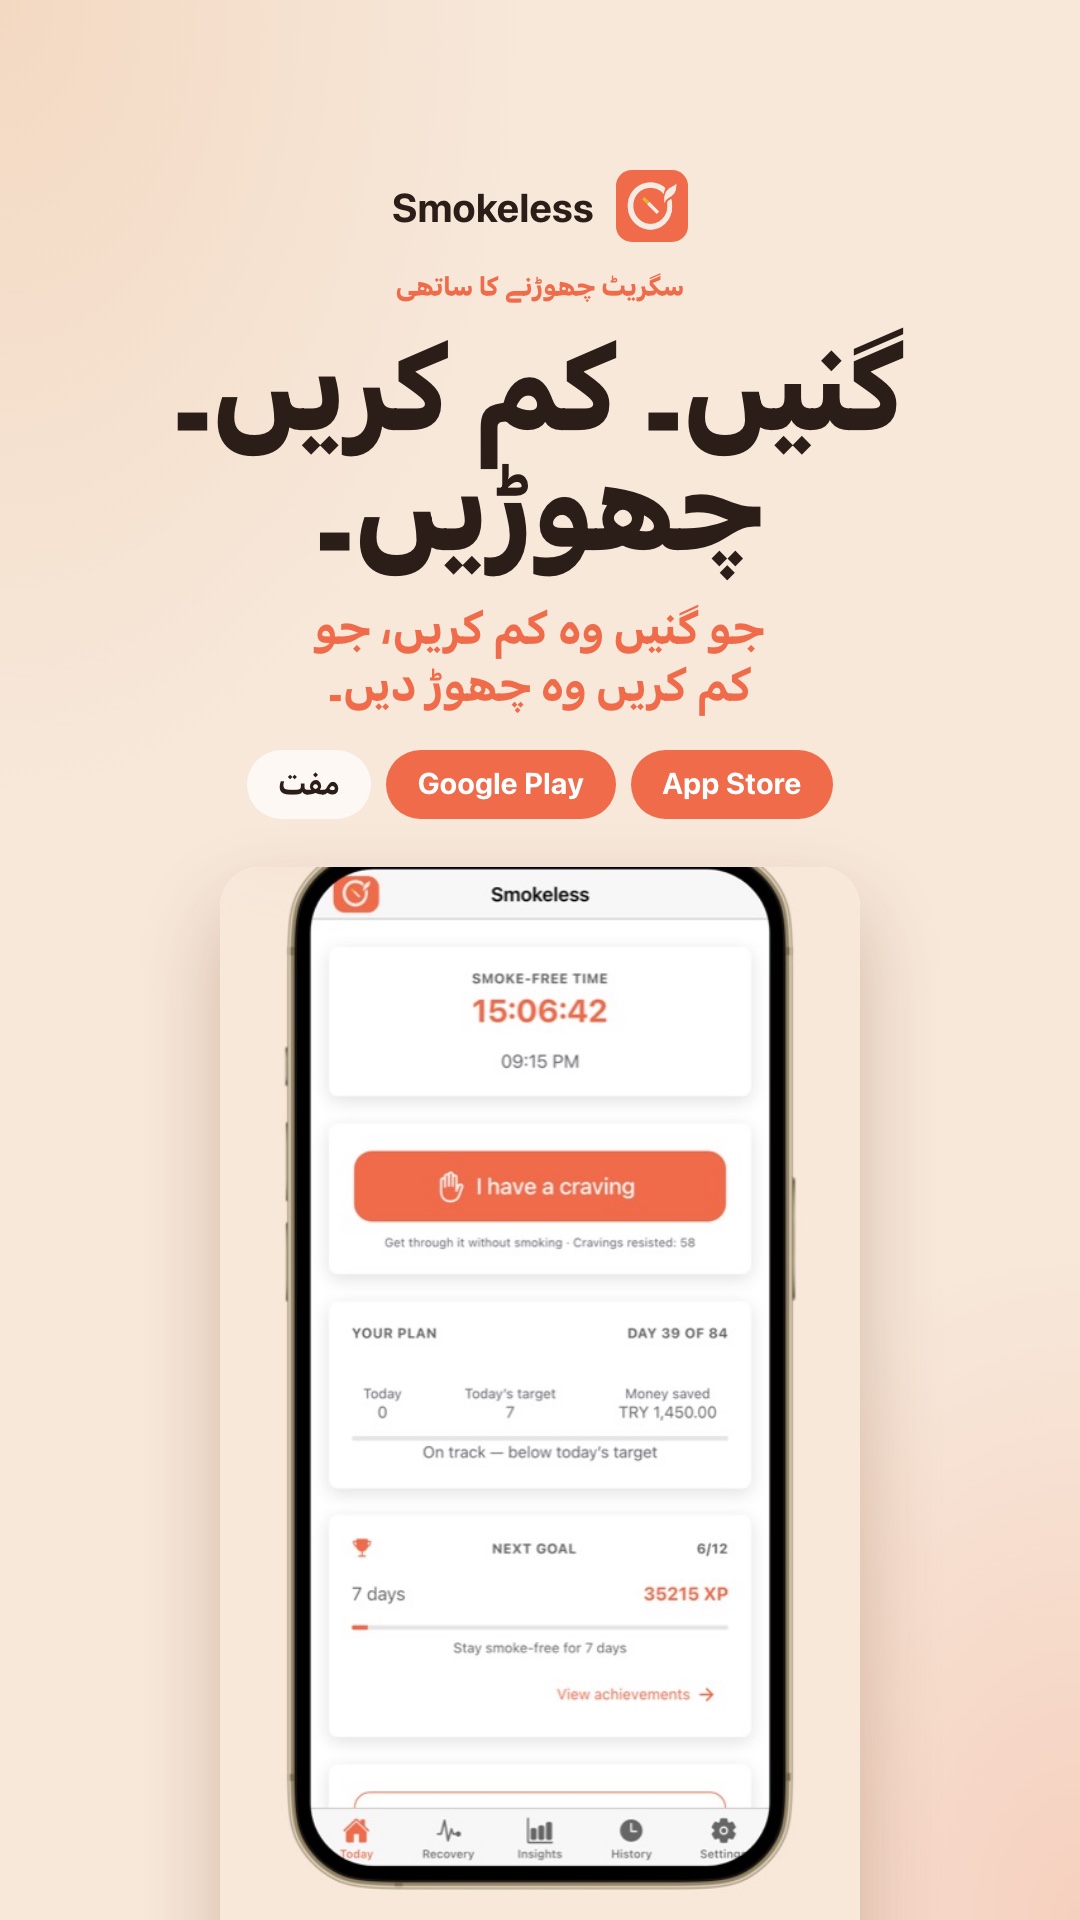 Smokeless
سگریٹ چھوڑنے کا ساتھی
گنیں۔ کم کریں۔
چھوڑیں۔
جو گنیں وہ کم کریں، جو
کم کریں وہ چھوڑ دیں۔
App Store Google Play مفت
Smokeless
SMOKE-FREE TIME
15:06:42
09:15 PM
I have a craving
Get through it without smoking · Cravings resisted: 58
YOUR PLAN DAY 39 OF 84
Today Today's target Money saved
0 7 TRY 1,450.00
On track — below today's target
NEXT GOAL 6/12
7 days 35215 XP
Stay smoke-free for 7 days
View achievements →
Today Recovery Insights History Settings